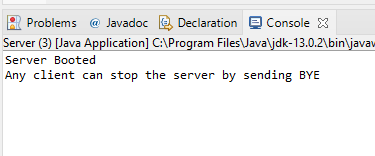 Problems @ Javadoc Declaration Console
Server (3) [Java Application] C:\Program Files\Java\jdk-13.0.2\bin\javaw
Server Booted
Any client can stop the server by sending BYE